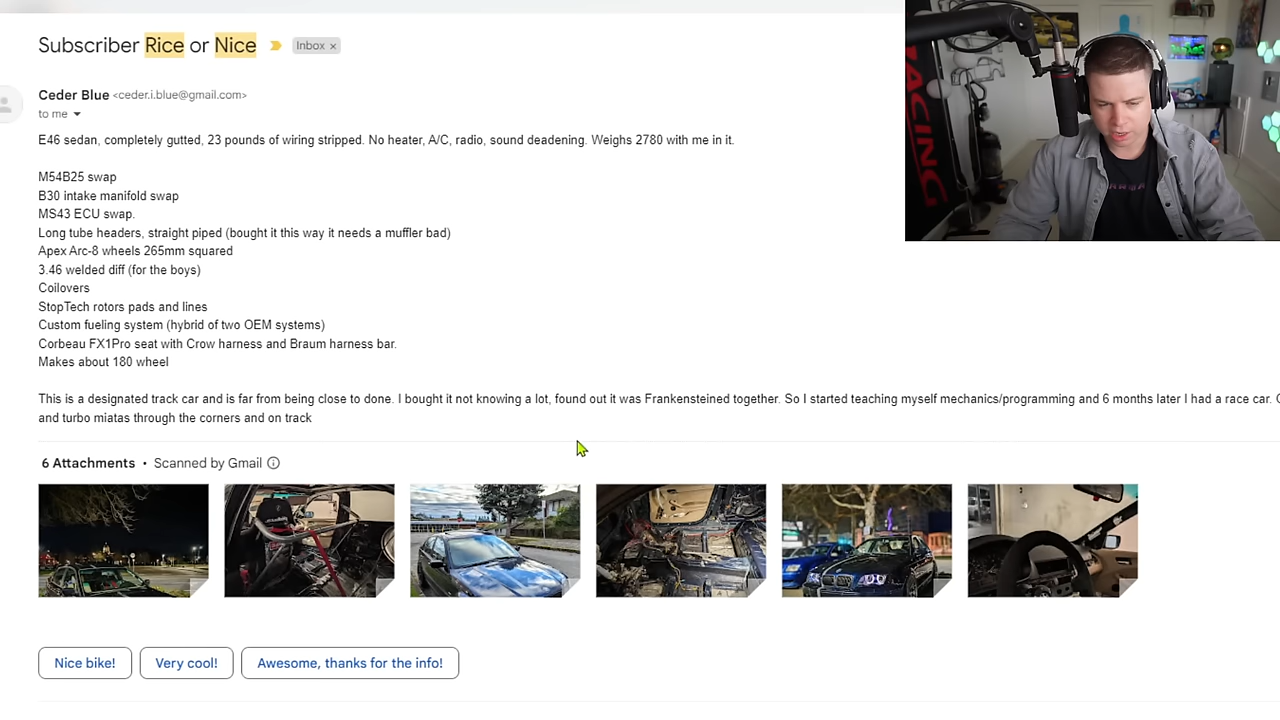 Subscriber Rice or Nice
Inbox ×
Ceder Blue <ceder.i.blue@gmail.com>
to me
E46 sedan, completely gutted, 23 pounds of wiring stripped. No heater, A/C, radio, sound deadening. Weighs 2780 with me in it.
M54B25 swap
B30 intake manifold swap
MS43 ECU swap.
Long tube headers, straight piped (bought it this way it needs a muffler bad)
Apex Arc-8 wheels 265mm squared
3.46 welded diff (for the boys)
Coilovers
StopTech rotors pads and lines
Custom fueling system (hybrid of two OEM systems)
Corbeau FX1Pro seat with Crow harness and Braum harness bar.
Makes about 180 wheel
This is a designated track car and is far from being close to done. I bought it not knowing a lot, found out it was Frankensteined together. So I started teaching myself mechanics/programming and 6 months later I had a race car.
and turbo miatas through the corners and on track
6 Attachments • Scanned by Gmail
Nice bike!
Very cool!
Awesome, thanks for the info!
RACING